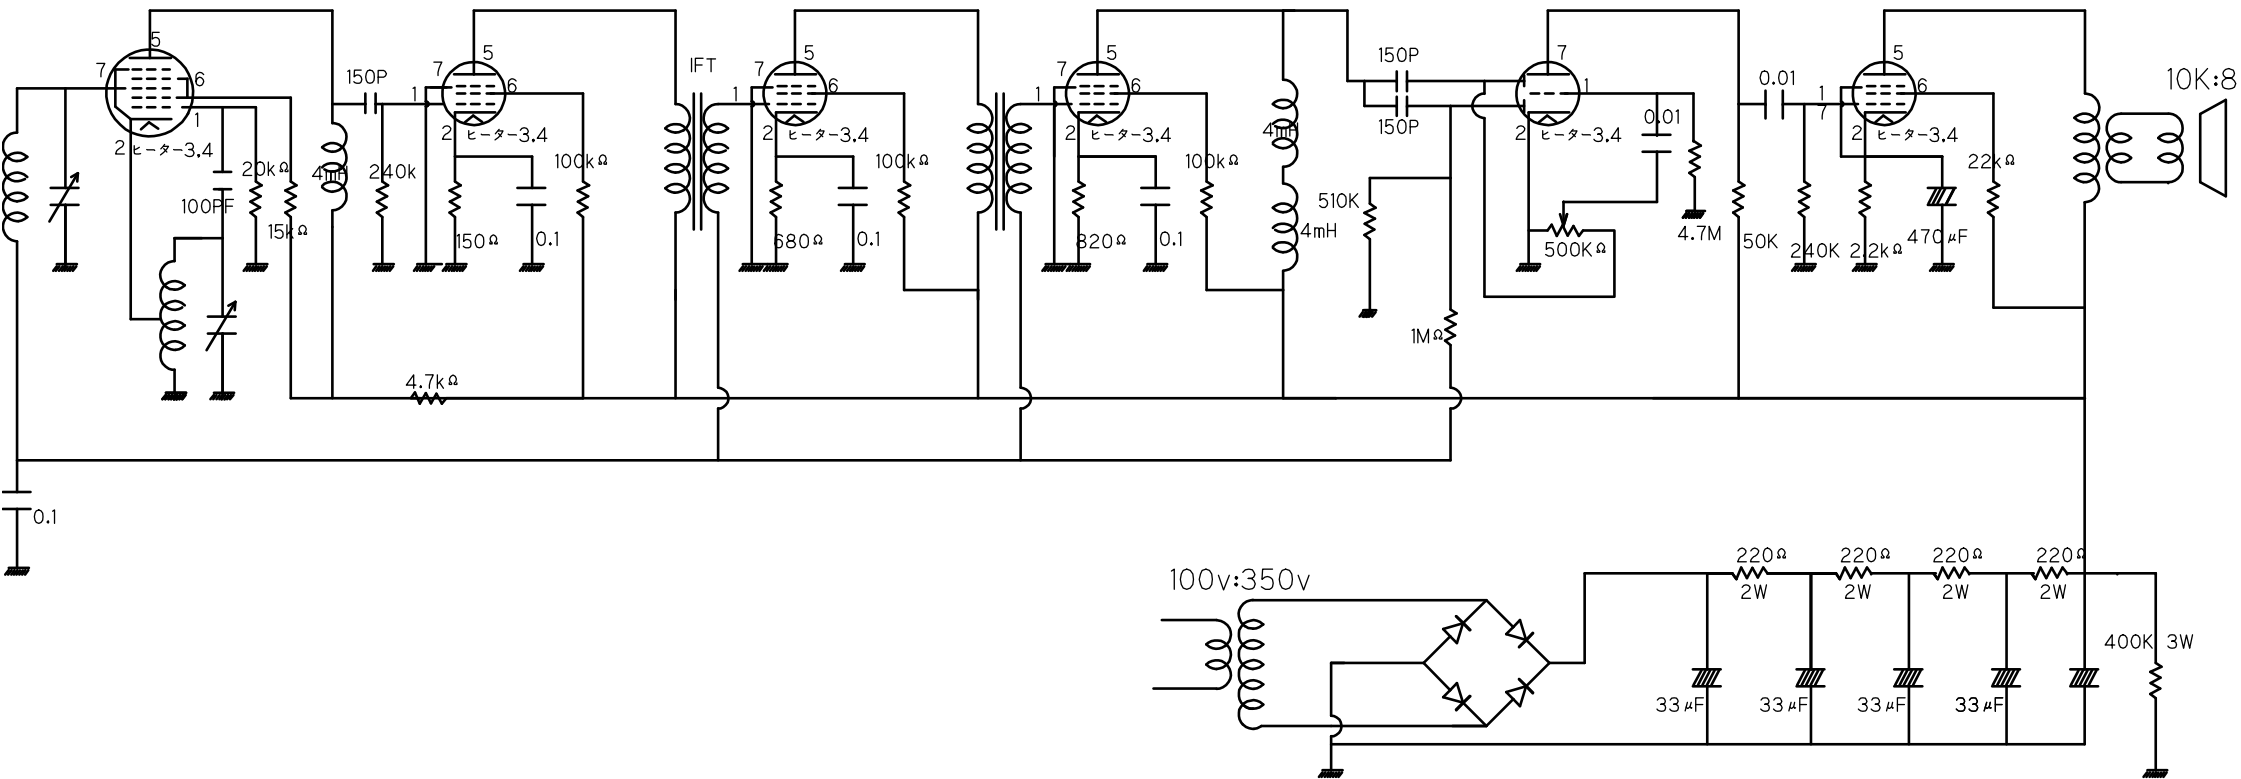 5
7
6
1
2
ヒーター3.4
100PF
20kΩ
15kΩ
4mH
150P
240k
5
7
6
1
2
ヒーター3.4
150Ω
0.1
100kΩ
4.7kΩ
IFT
5
7
6
1
2
ヒーター3.4
680Ω
0.1
100kΩ
5
7
6
1
2
ヒーター3.4
820Ω
0.1
100kΩ
4mH
4mH
150P
150P
510K
1MΩ
7
1
2
ヒーター3.4
0.01
500KΩ
4.7M
50K
0.01
240K
5
1
7
6
2
ヒーター3.4
2.2kΩ
470μF
22kΩ
10K:8
0.1
100v:350v
220Ω
2W
220Ω
2W
220Ω
2W
220Ω
2W
33μF
33μF
33μF
33μF
400K 3W